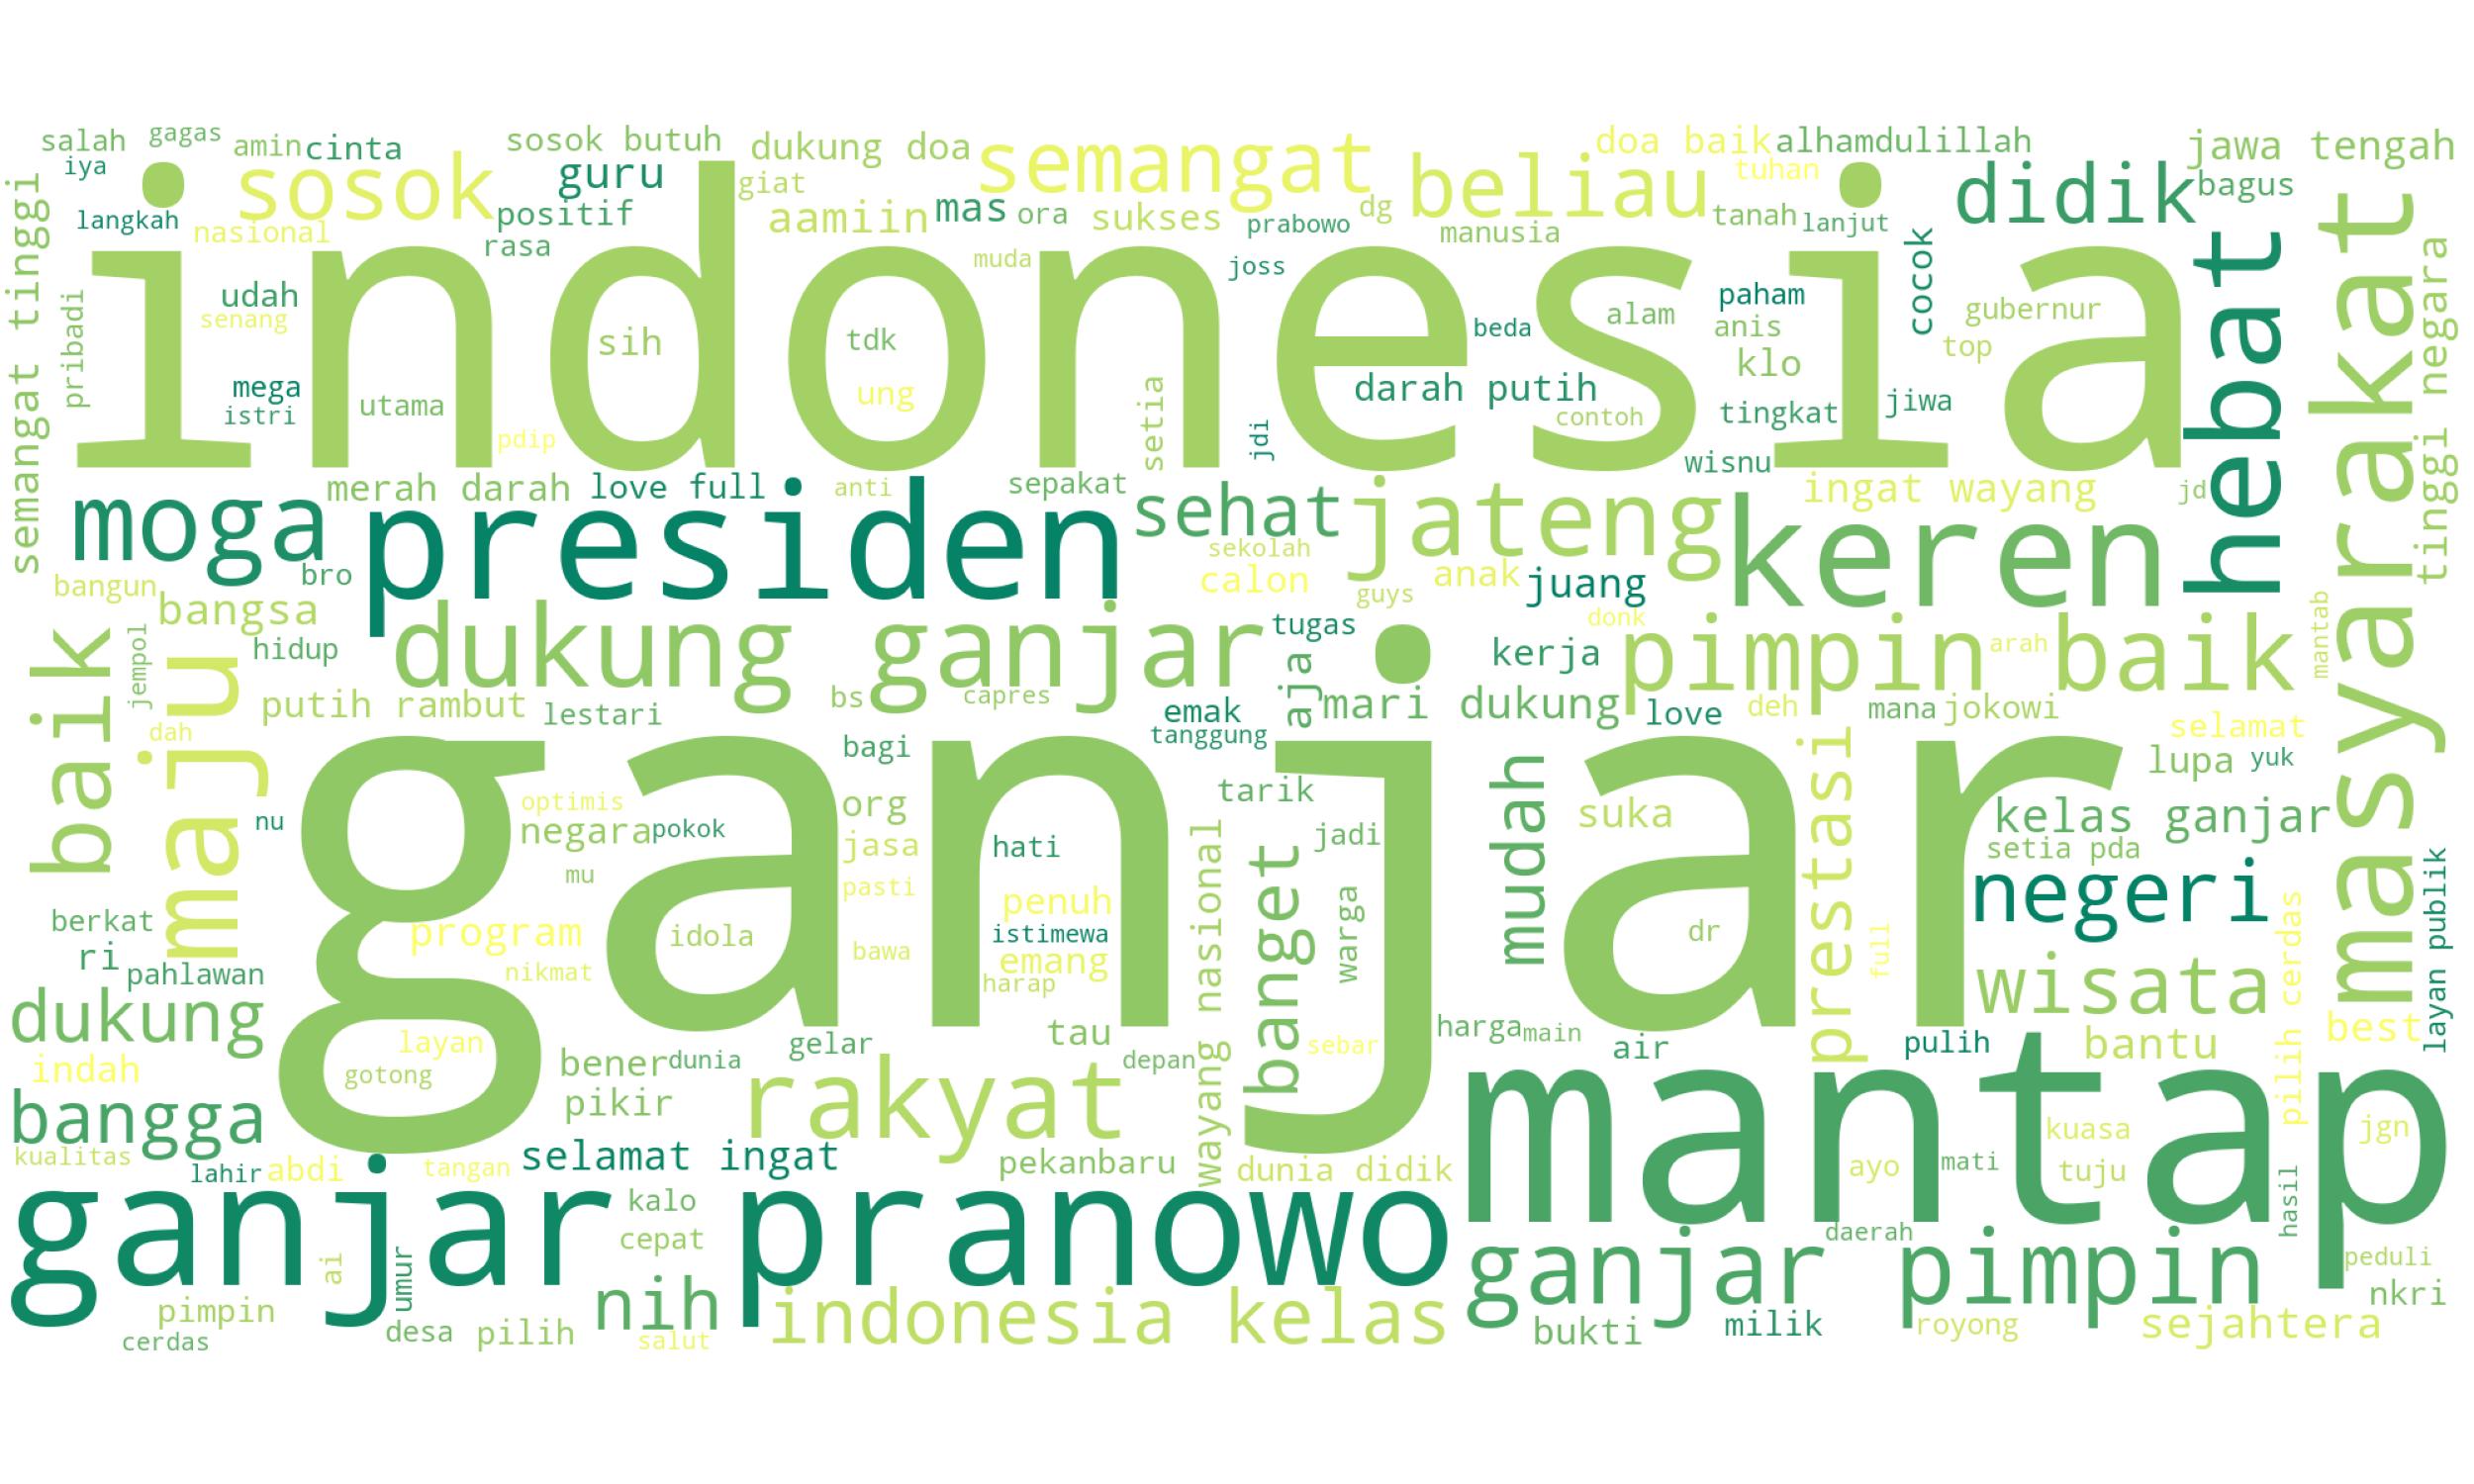 salah gagas amin cinta sosok butuh dukung doa semangat doa baik alhamdulillah jawa tengah
iya sosok guru giat beliau tuhan didik bagus
langkah nasional positif rasa aamiin mas ora sukses prabowo dg manusia tanah lanjut
semangat tinggi
pribadi
indonesia
muda joss cocok
hebat
masyarakat
tinggi negara
udah senang sih tdk beda alam paham anis klo gubernur top
mega istri utama ung setia darah putih contoh tingkat jiwa
pdip jdi wisnu
merah darah love full anti sepakat ingat wayang jd
moga presiden sehat jateng keren
sekolah calon anak juang guys donk
bangun bro
bangsa dukung ganjar tugas kerja pimpin baik arah mantab
baik
jempol
maju
hidup
putih rambut lestari bs capres aja mari dukung love deh mana jokowi selamat
dah emak tanggung lupa yuk
ganjar
bagi tarik mudah prestasi
optimis org suka kelas ganjar
nu negara pokok jasa hati jadi setia pda
mu pasti wayang nasional banget warga negeri layan publik
berkat program idola penuh istimewa dr full pilih cerdas
ri pahlawan nikmat bawa emang harap wisata
dukung layan tau harga main best
indah gotong bener dunia gelar depan sebar air pulih bantu
bangga pikir rakyat mantap
kualitas lahir abdi tangan selamat ingat pekanbaru dunia didik kuasa jgn
ayo mati tuju hasil
ganjar pranowo kalo cepat daerah
ai umur ganjar pimpin peduli
pimpin nih indonesia kelas nkri
cerdas desa pilih salut bukti milik royong sejahtera